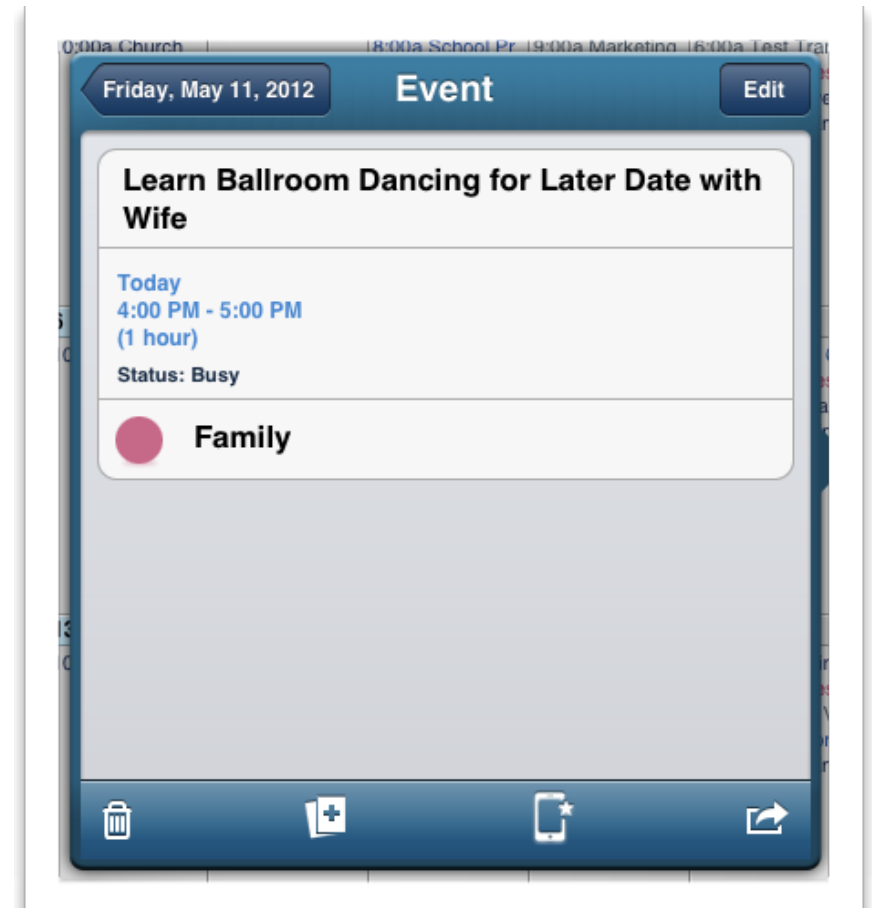 0:00a Church 8:00a School Pr 9:00a Marketing 6:00a Test Tra
Friday, May 11, 2012 Event Edit
Learn Ballroom Dancing for Later Date with
Wife
Today
4:00 PM - 5:00 PM
(1 hour)
Status: Busy
Family